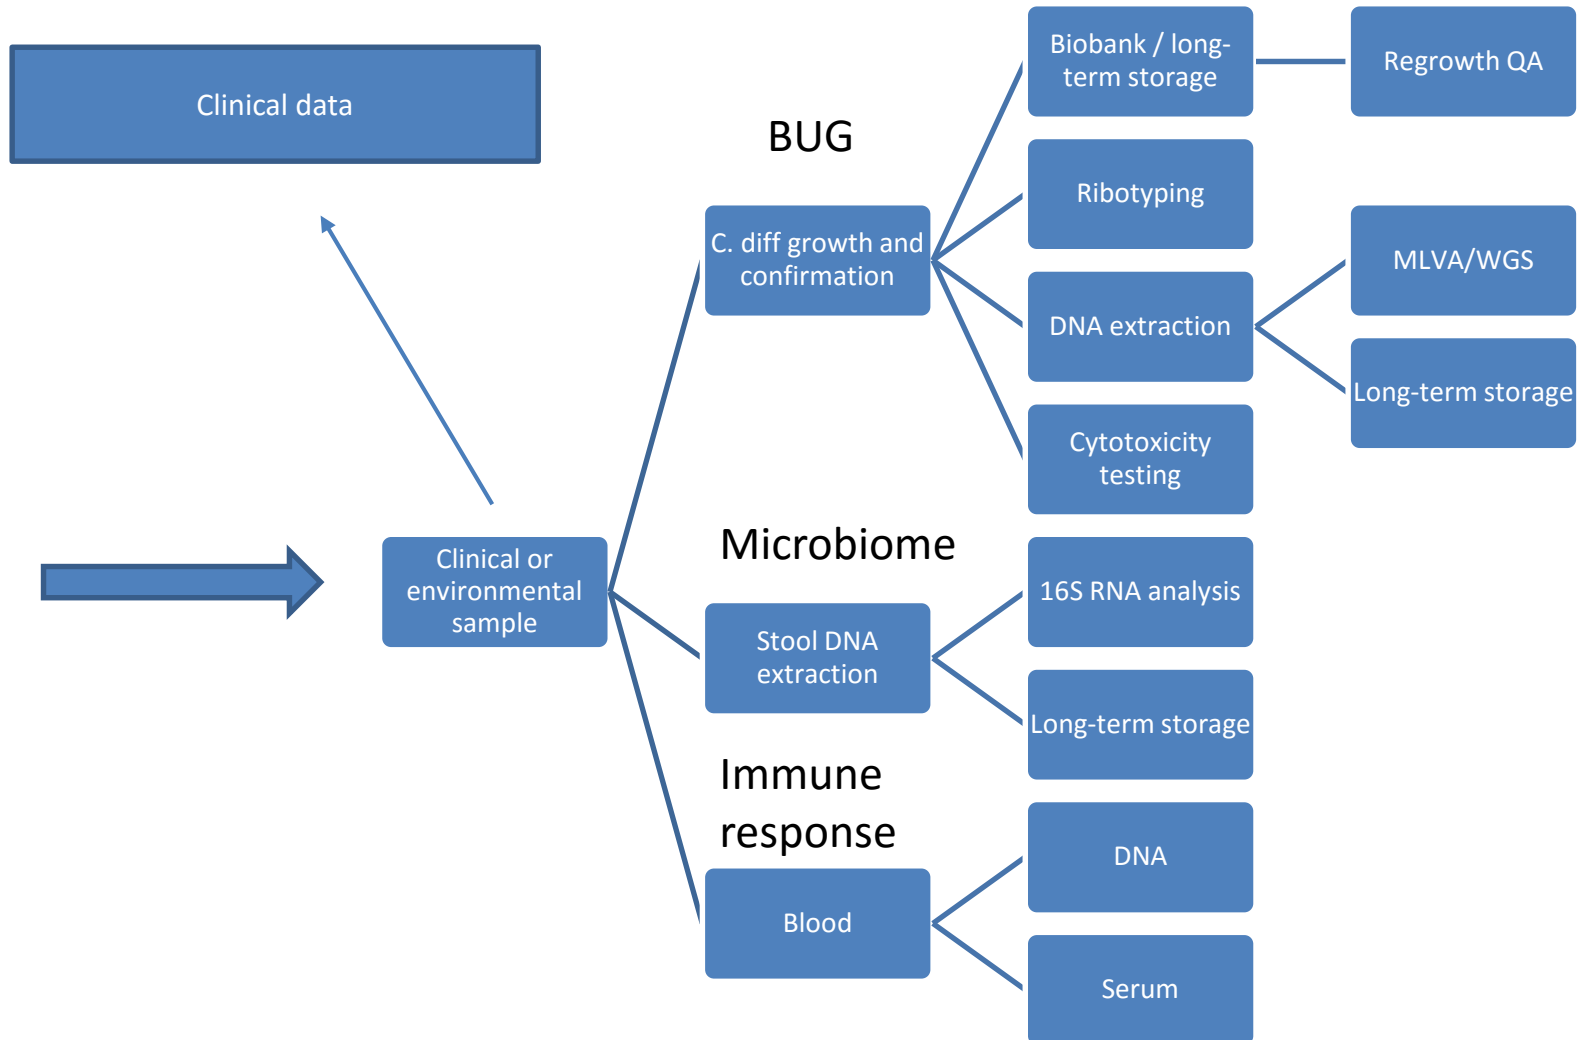 Clinical data
BUG
Biobank / long-
term storage
Regrowth QA
Ribotyping
C. diff growth and
confirmation
MLVA/WGS
DNA extraction
Long-term storage
Cytotoxicity
testing
Microbiome
Clinical or
environmental
sample
16S RNA analysis
Stool DNA
extraction
Long-term storage
Immune
response
DNA
Blood
Serum